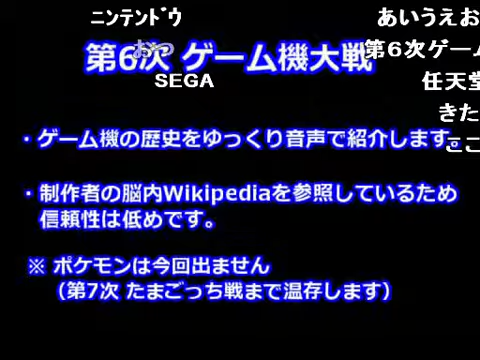 ﾆﾝﾃﾝﾄﾞｳ
あいうえお
第6次 ゲーム機大戦
おつ
第６次ゲーム
SEGA
任天堂
きた
ここ
・ゲーム機の歴史をゆっくり音声で紹介します。
・制作者の脳内Wikipediaを参照しているため
信頼性は低めです。
※ ポケモンは今回出ません
（第7次 たまごっち戦まで温存します）